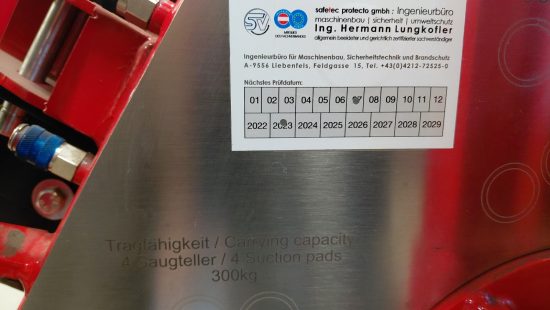 safetec protecto gmbh : Ingenieurbüro
maschinenbau | sicherheit | umweltschutz
Ing. Hermann Lungkofler
allgemein beeideter und gerichtlich zertifizierter sachverständiger
Ingenieurbüro für Maschinenbau, Sicherheitstechnik und Brandschutz
A-9556 Liebenfels, Feldgasse 15, Tel. +43(0)4212-72525-0
Nächstes Prüfdatum:
01 02 03 04 05 06 08 09 10 11 12
2022 2023 2024 2025 2026 2027 2028 2029
Tragfähigkeit / Carrying capacity
4 Saugteller / 4 Suction pads
300kg